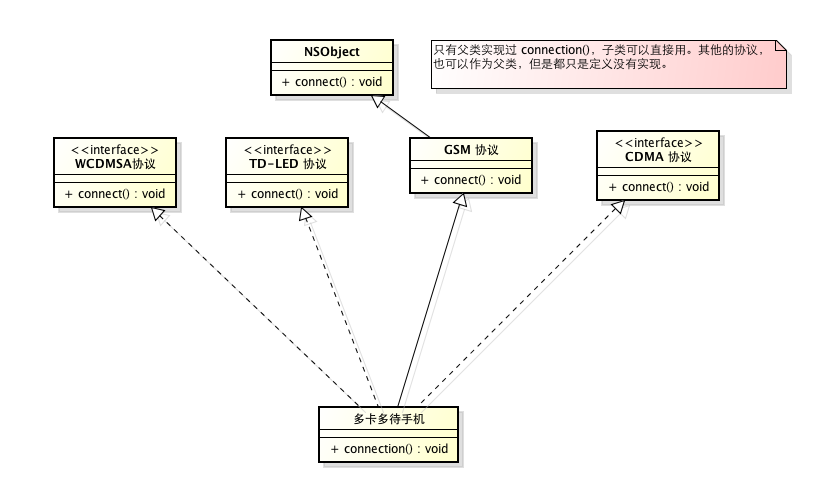 NSObject
+ connect() : void
只有父类实现过 connection()，子类可以直接用。其他的协议，
也可以作为父类，但是都只是定义没有实现。
<<interface>>
WCDMSA协议
+ connect() : void
<<interface>>
TD-LED 协议
+ connect() : void
GSM 协议
+ connect() : void
<<interface>>
CDMA 协议
+ connect() : void
多卡多待手机
+ connection() : void